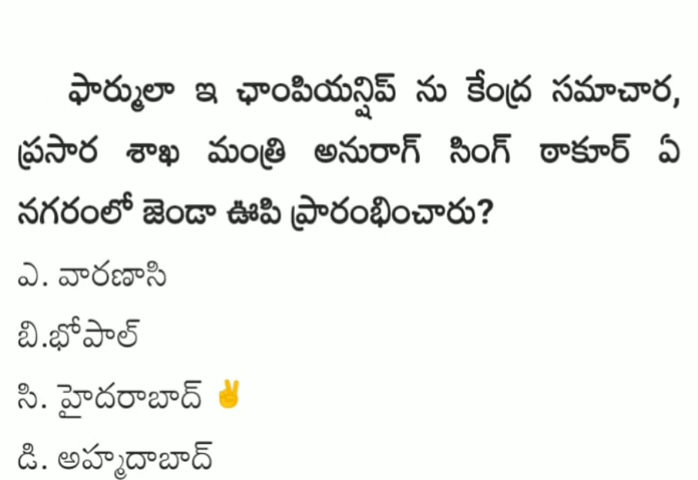 ఫార్ములా ఇ ఛాంపియన్షిప్ ను కేంద్ర సమాచార,
ప్రసార శాఖ మంత్రి అనురాగ్ సింగ్ ఠాకూర్ ఏ
నగరంలో జెండా ఊపి ప్రారంభించారు?
ఎ. వారణాసి
బి.భోపాల్
సి. హైదరాబాద్ ✌
డి. అహ్మదాబాద్